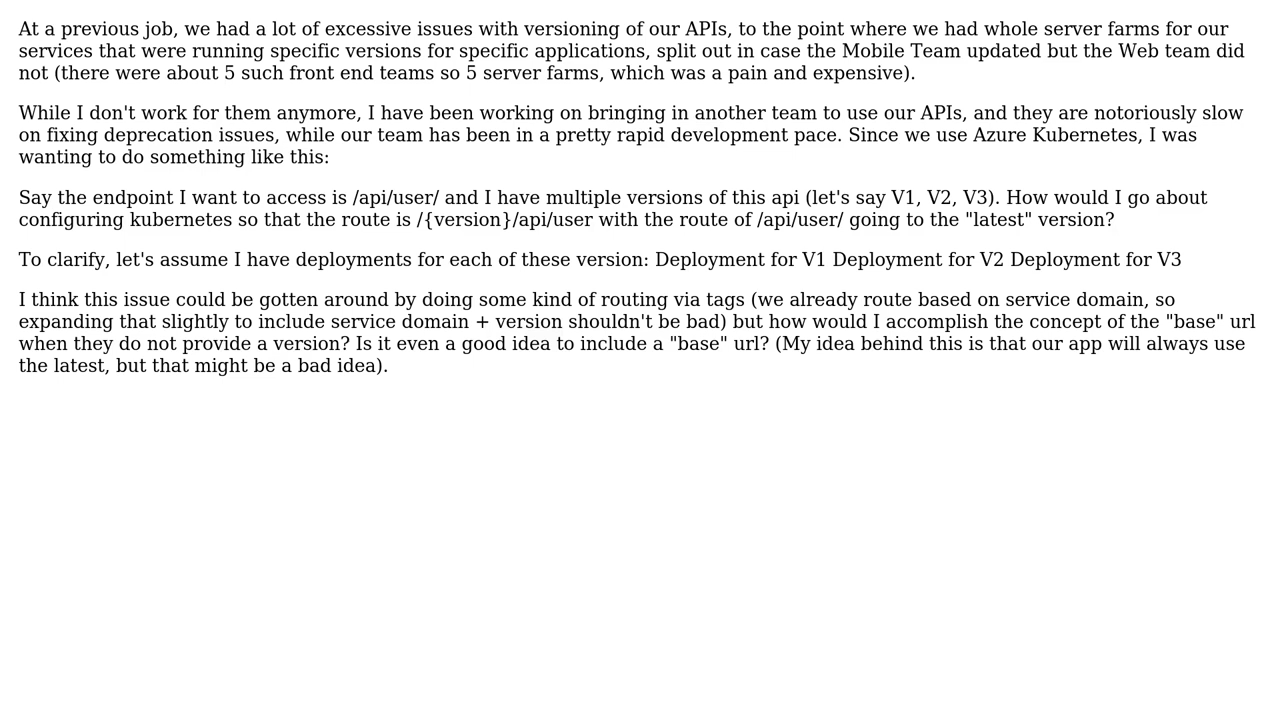 At a previous job, we had a lot of excessive issues with versioning of our APIs, to the point where we had whole server farms for our
services that were running specific versions for specific applications, split out in case the Mobile Team updated but the Web team did
not (there were about 5 such front end teams so 5 server farms, which was a pain and expensive).
While I don't work for them anymore, I have been working on bringing in another team to use our APIs, and they are notoriously slow
on fixing deprecation issues, while our team has been in a pretty rapid development pace. Since we use Azure Kubernetes, I was
wanting to do something like this:
Say the endpoint I want to access is /api/user/ and I have multiple versions of this api (let's say V1, V2, V3). How would I go about
configuring kubernetes so that the route is /{version}/api/user with the route of /api/user/ going to the "latest" version?
To clarify, let's assume I have deployments for each of these version: Deployment for V1 Deployment for V2 Deployment for V3
I think this issue could be gotten around by doing some kind of routing via tags (we already route based on service domain, so
expanding that slightly to include service domain + version shouldn't be bad) but how would I accomplish the concept of the "base" url
when they do not provide a version? Is it even a good idea to include a "base" url? (My idea behind this is that our app will always use
the latest, but that might be a bad idea).